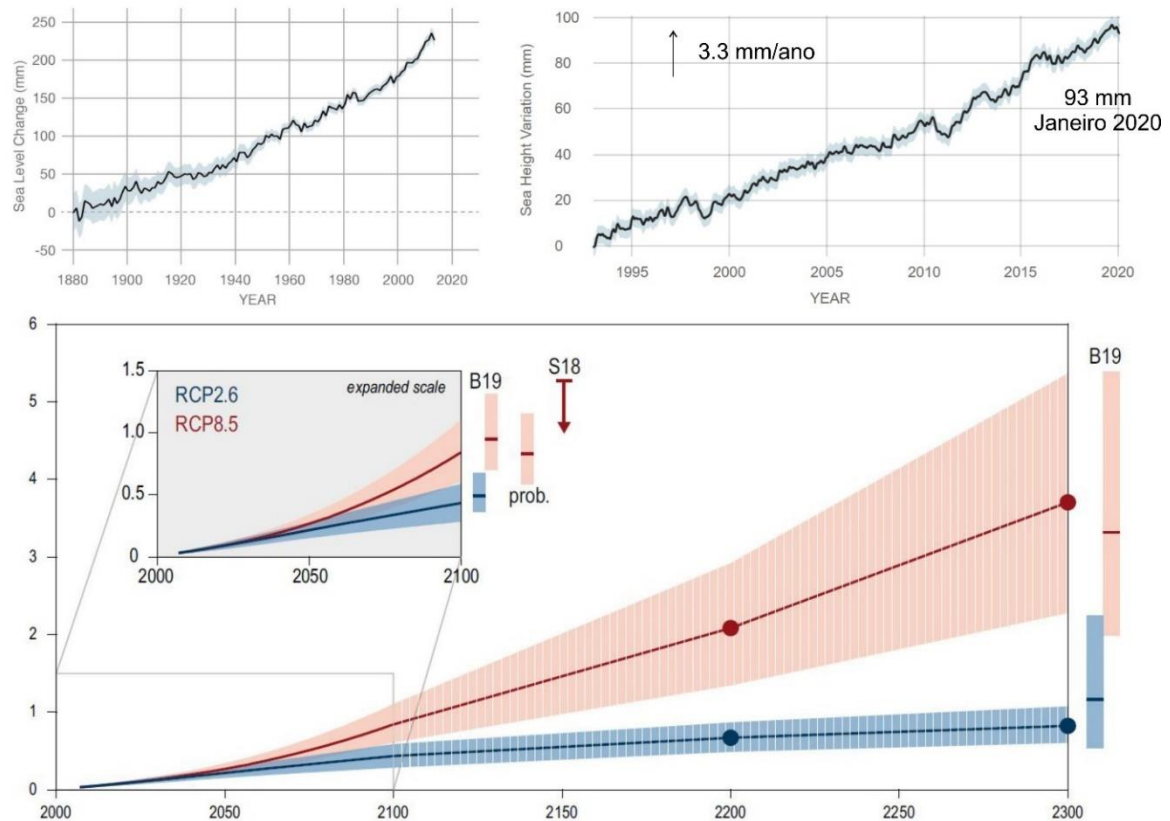 250
200
150
100
50
0
-50
Sea Level Change (mm)
1880 1900 1920 1940 1960 1980 2000 2020
YEAR
100
80
60
40
20
0
Sea Height Variation (mm)
3.3 mm/ano
93 mm
Janeiro 2020
1995 2000 2005 2010 2015 2020
YEAR
6
5
4
3
2
1
0
1.5
1.0
0.5
0
RCP2.6
RCP8.5
expanded scale
B19
S18
prob.
2000 2050 2100
B19
2000 2050 2100 2150 2200 2250 2300